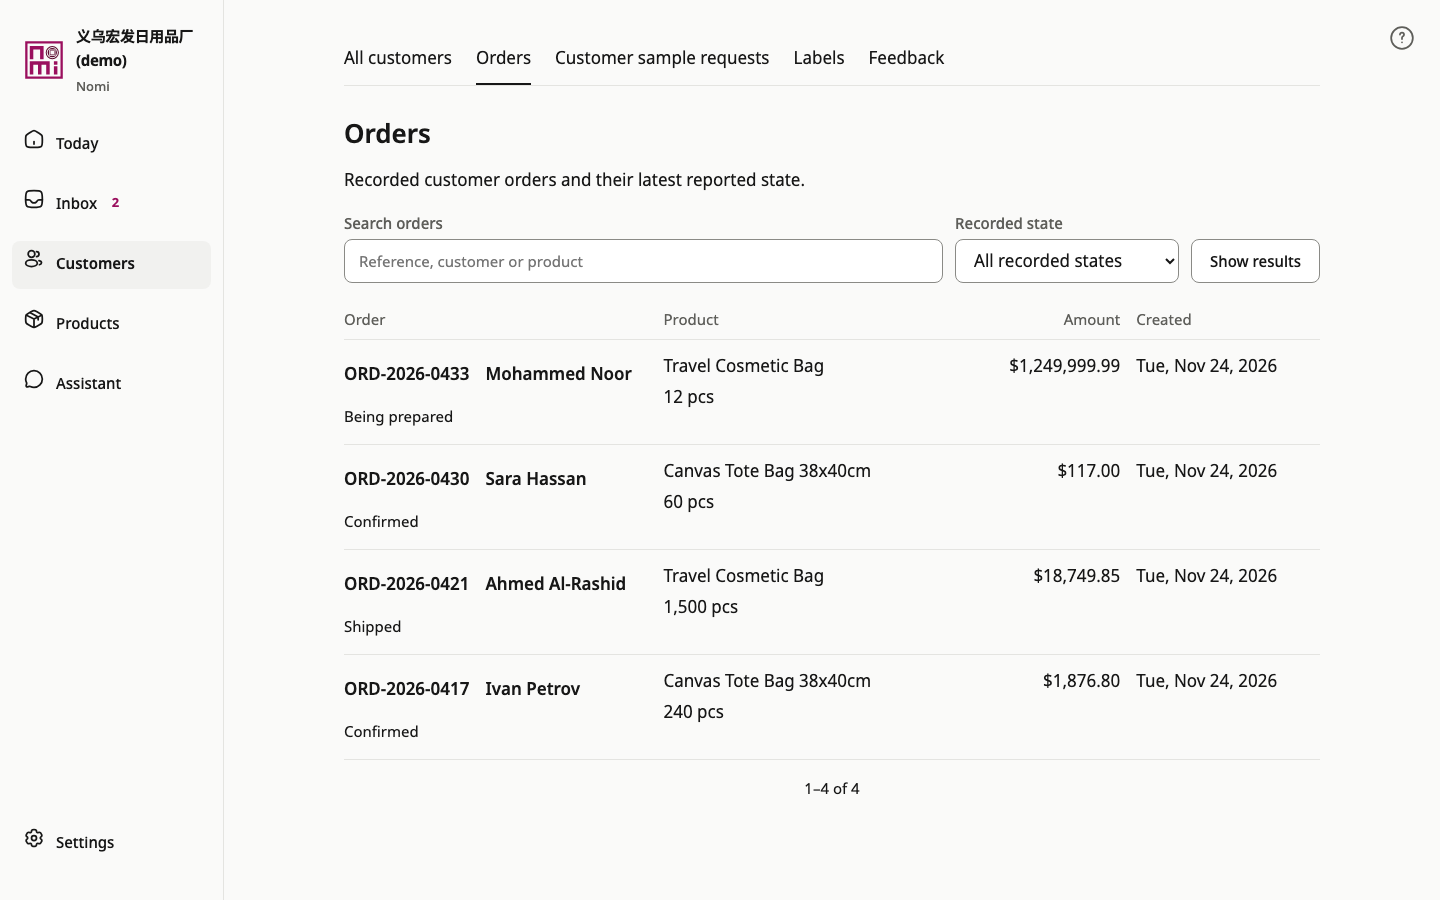 义乌宏发日用品厂
(demo)
Nomi
Today
Inbox 2
Customers
Products
Assistant
Settings
All customers Orders Customer sample requests Labels Feedback
Orders
Recorded customer orders and their latest reported state.
Search orders Recorded state
Reference, customer or product All recorded states Show results
Order Product Amount Created
ORD-2026-0433 Mohammed Noor Travel Cosmetic Bag $1,249,999.99 Tue, Nov 24, 2026
12 pcs
Being prepared
ORD-2026-0430 Sara Hassan Canvas Tote Bag 38x40cm $117.00 Tue, Nov 24, 2026
60 pcs
Confirmed
ORD-2026-0421 Ahmed Al-Rashid Travel Cosmetic Bag $18,749.85 Tue, Nov 24, 2026
1,500 pcs
Shipped
ORD-2026-0417 Ivan Petrov Canvas Tote Bag 38x40cm $1,876.80 Tue, Nov 24, 2026
240 pcs
Confirmed
1–4 of 4